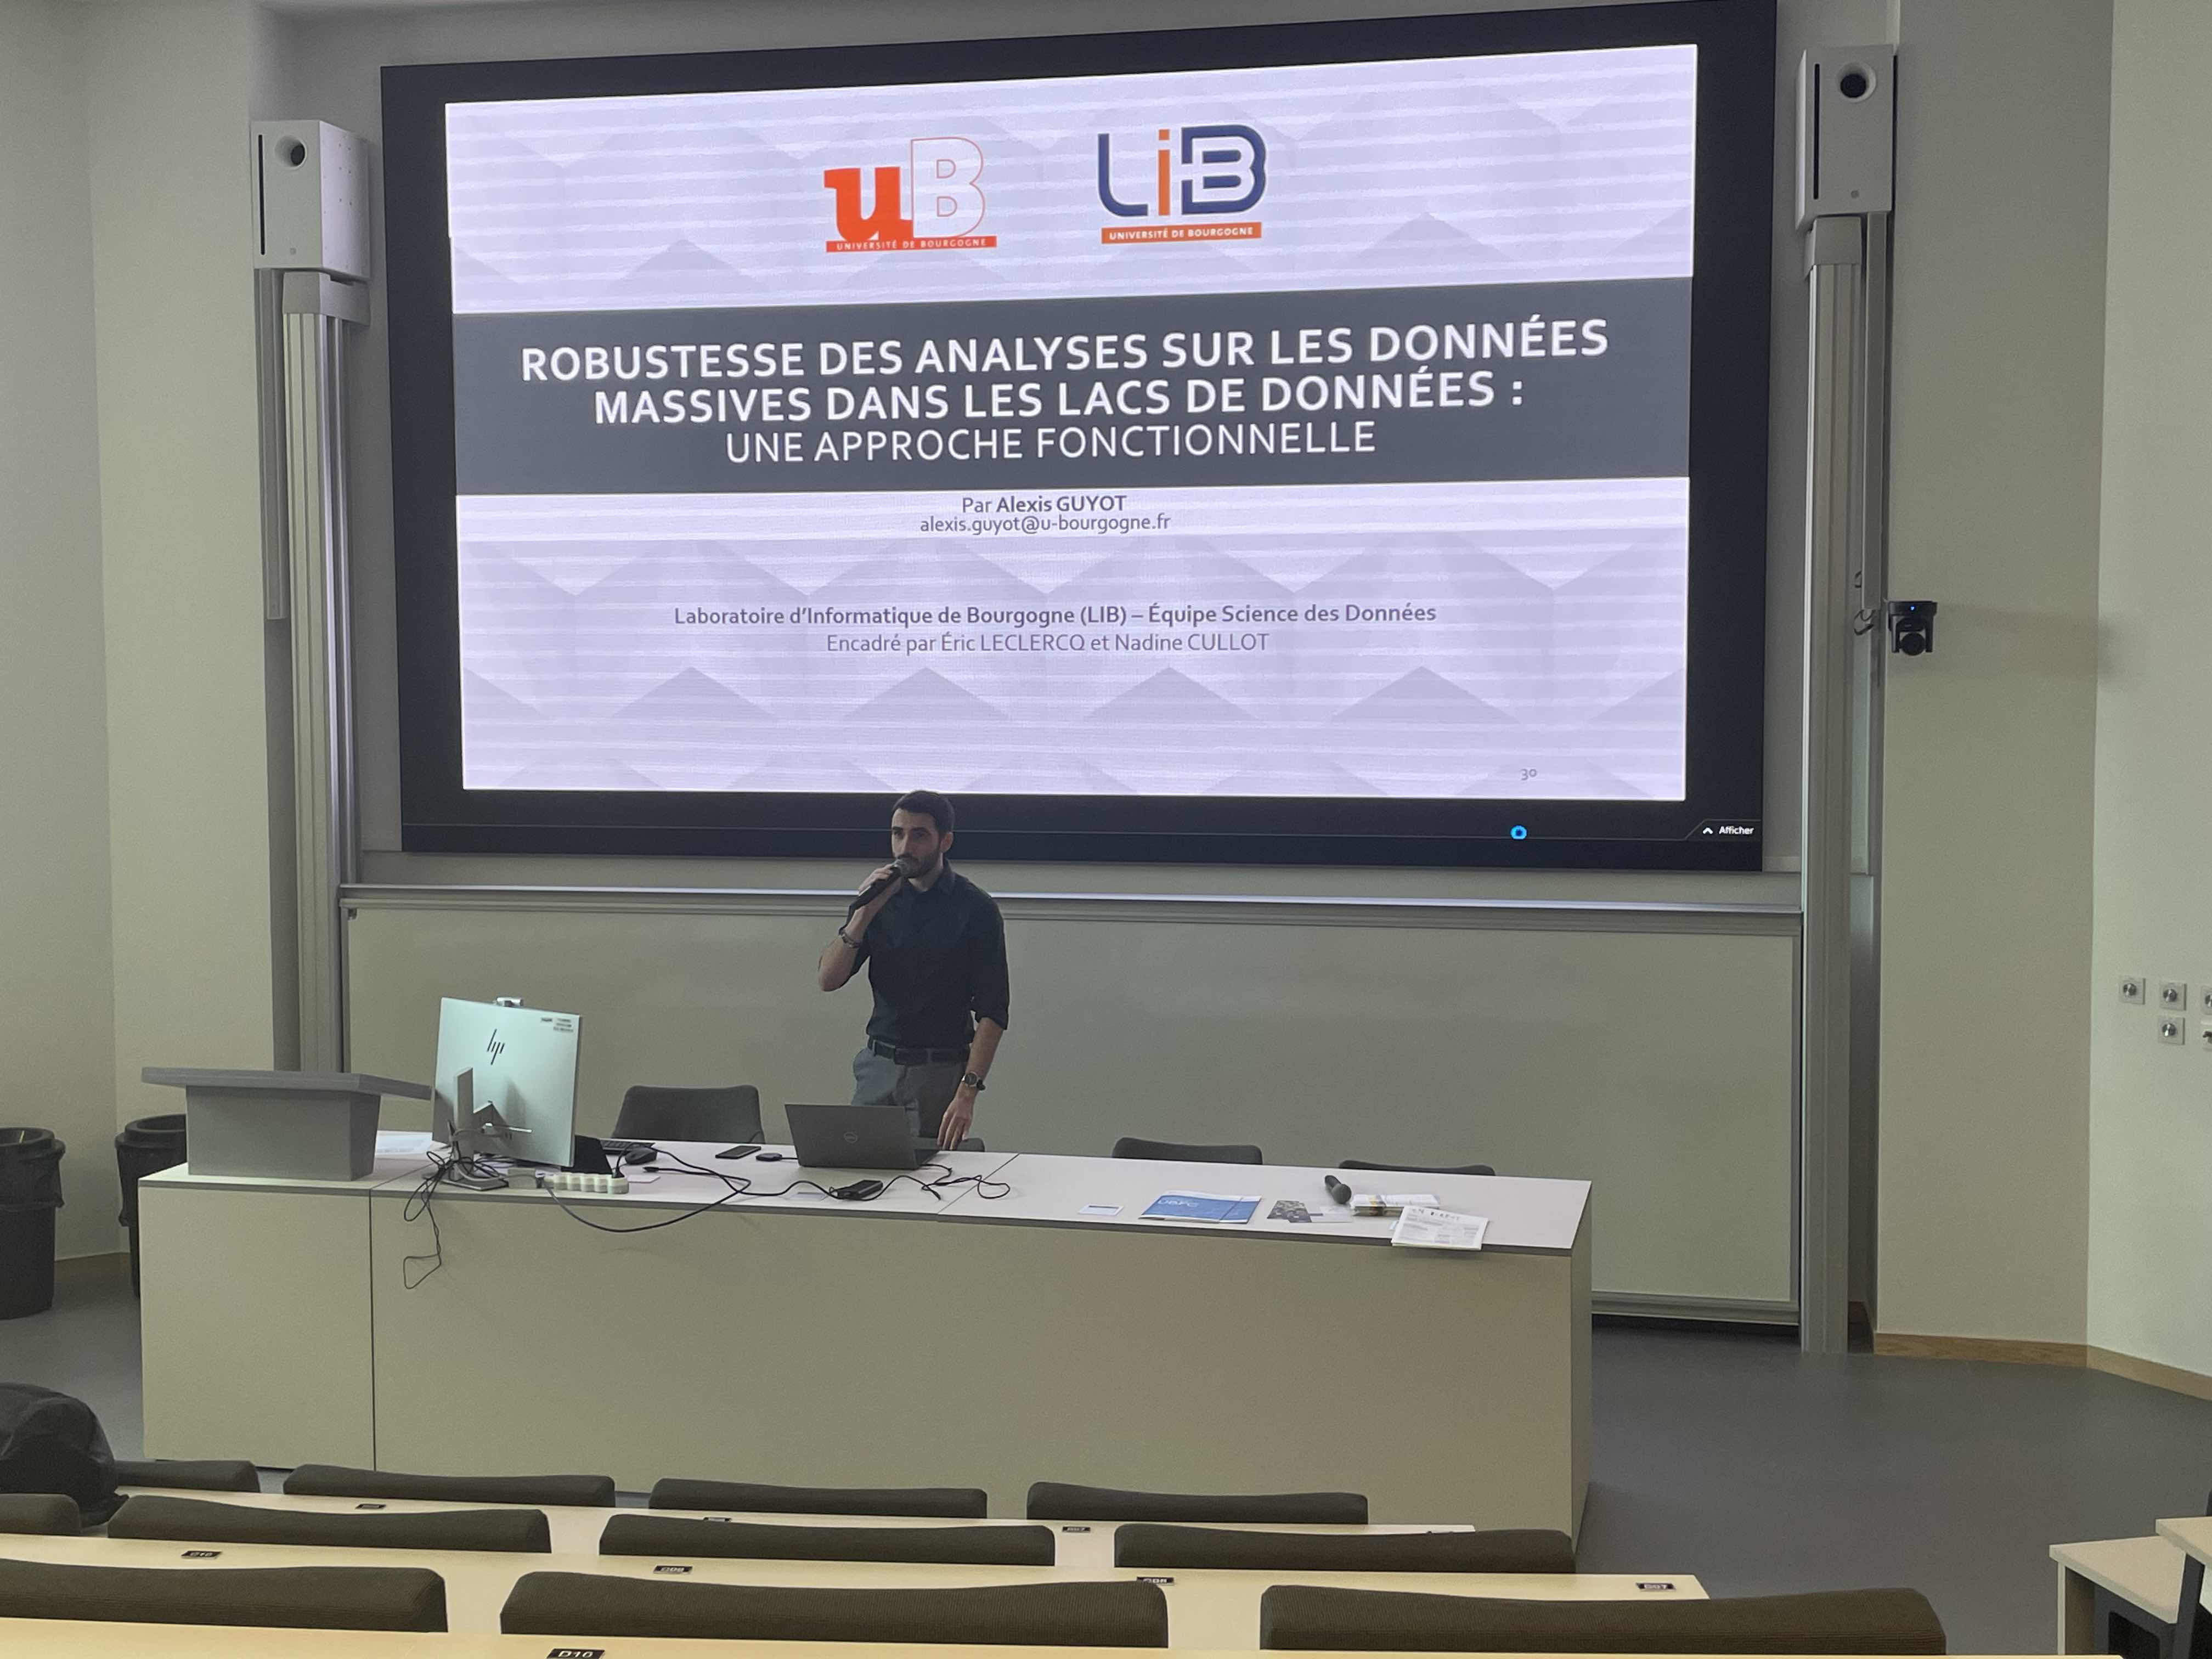 uB
UNIVERSITÉ DE BOURGOGNE
LiB
UNIVERSITÉ DE BOURGOGNE
ROBUSTESSE DES ANALYSES SUR LES DONNÉES
MASSIVES DANS LES LACS DE DONNÉES :
UNE APPROCHE FONCTIONNELLE
Par Alexis GUYOT
alexis.guyot@u-bourgogne.fr
Laboratoire d'Informatique de Bourgogne (LIB) – Équipe Science des Données
Encadré par Éric LECLERCQ et Nadine CULLOT
30
Afficher
hp
DELL
D10